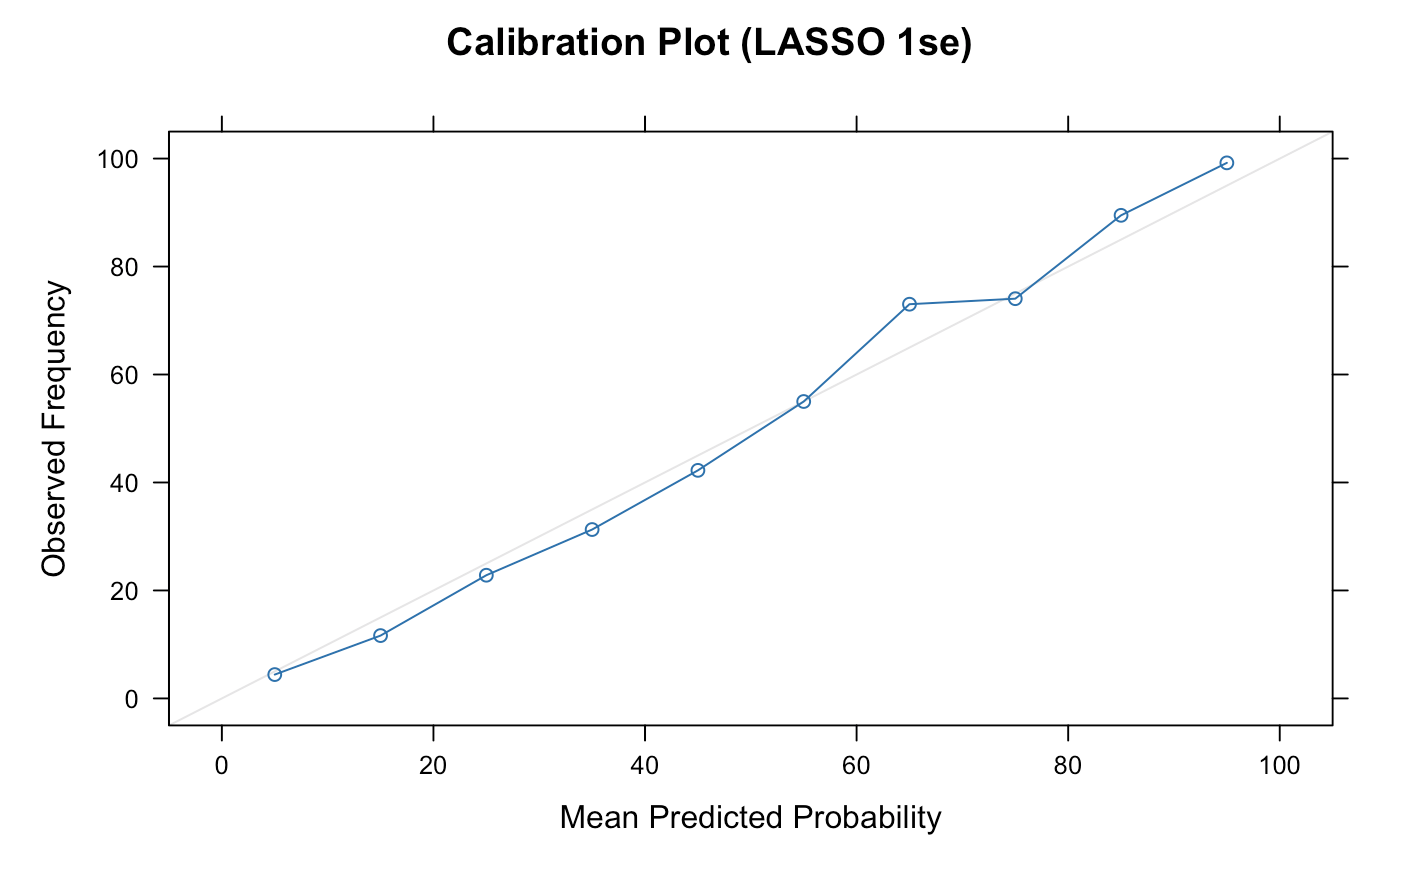 Calibration Plot (LASSO 1se)
100
80
60
40
20
0
Observed Frequency
0 20 40 60 80 100
Mean Predicted Probability